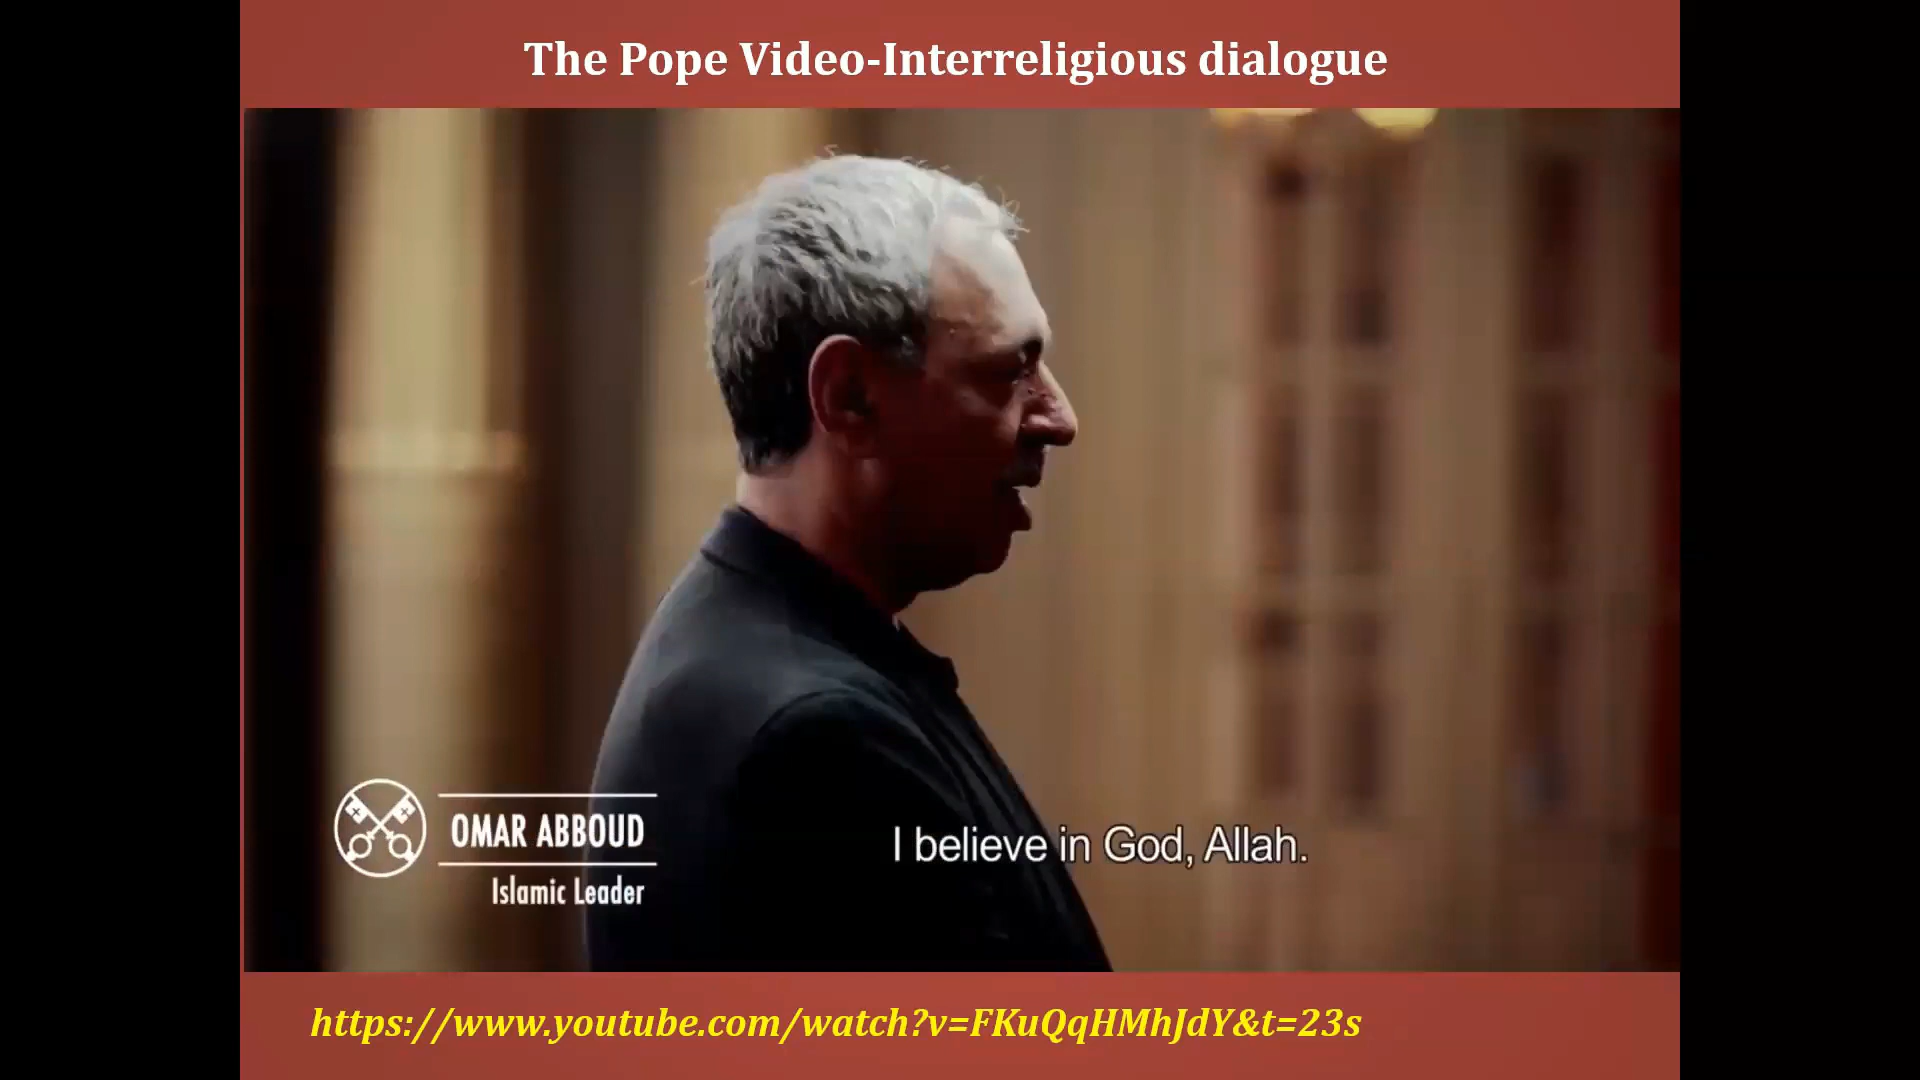 The Pope Video-Interreligious dialogue
OMAR ABBOUD
Islamic Leader
I believe in God, Allah.
https://www.youtube.com/watch?v=FKuQqHMhJdY&t=23s